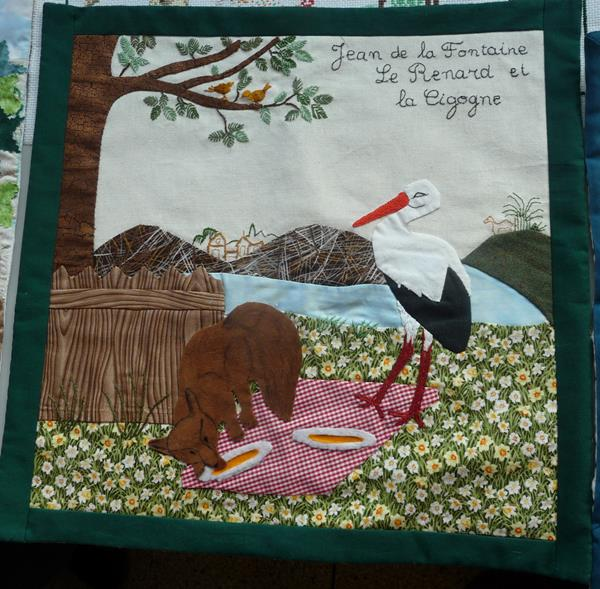 Jean de la Fontaine
Le Renard et
la Cigogne